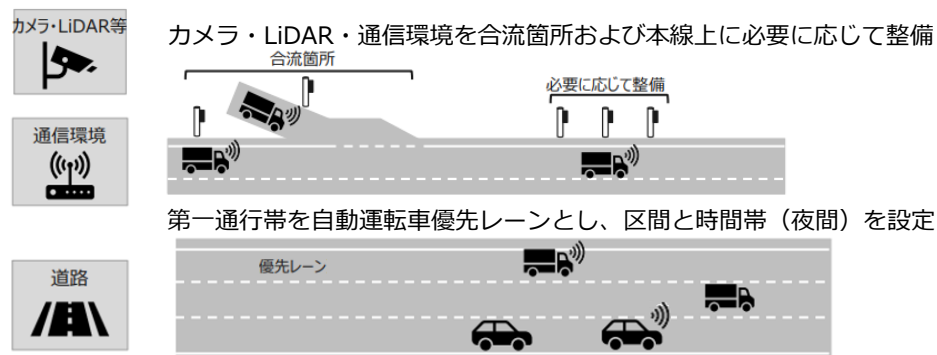 カメラ・LiDAR等
カメラ・LiDAR・通信環境を合流箇所および本線上に必要に応じて整備
合流箇所
必要に応じて整備
通信環境
第一通行帯を自動運転車優先レーンとし、区間と時間帯（夜間）を設定
優先レーン
道路